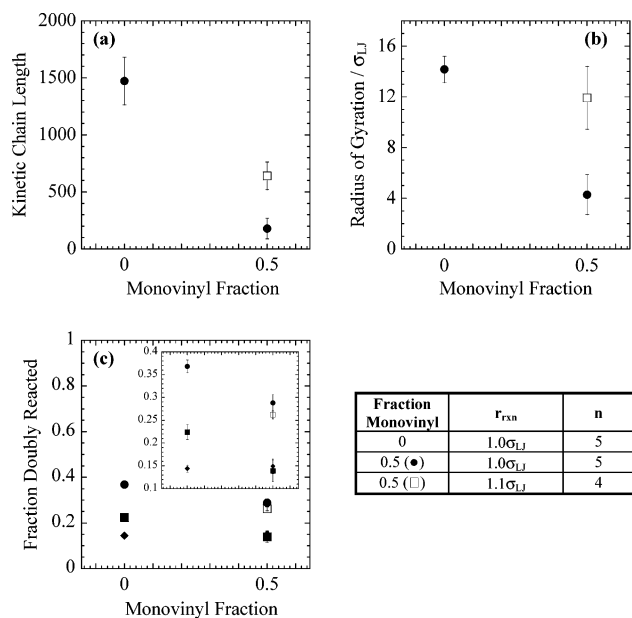 (a)
2000
1500
1000
500
0
Kinetic Chain Length
0
0.5
Monovinyl Fraction
(b)
16
12
8
4
0
Radius of Gyration / σLJ
0
0.5
Monovinyl Fraction
(c)
1
0.8
0.6
0.4
0.2
0
Fraction Doubly Reacted
0.4
0.35
0.3
0.25
0.2
0.15
0.1
0
0.5
Monovinyl Fraction
Fraction Monovinyl rrxn n
0 1.0σLJ 5
0.5 (●) 1.0σLJ 5
0.5 (□) 1.1σLJ 4